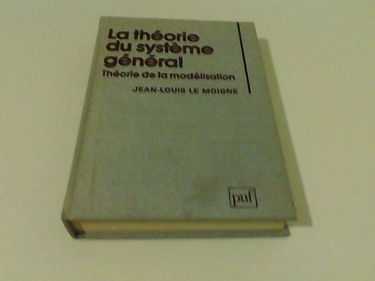 La théorie
du système
général
Théorie de la modélisation
JEAN-LOUIS LE MOIGNE
puf